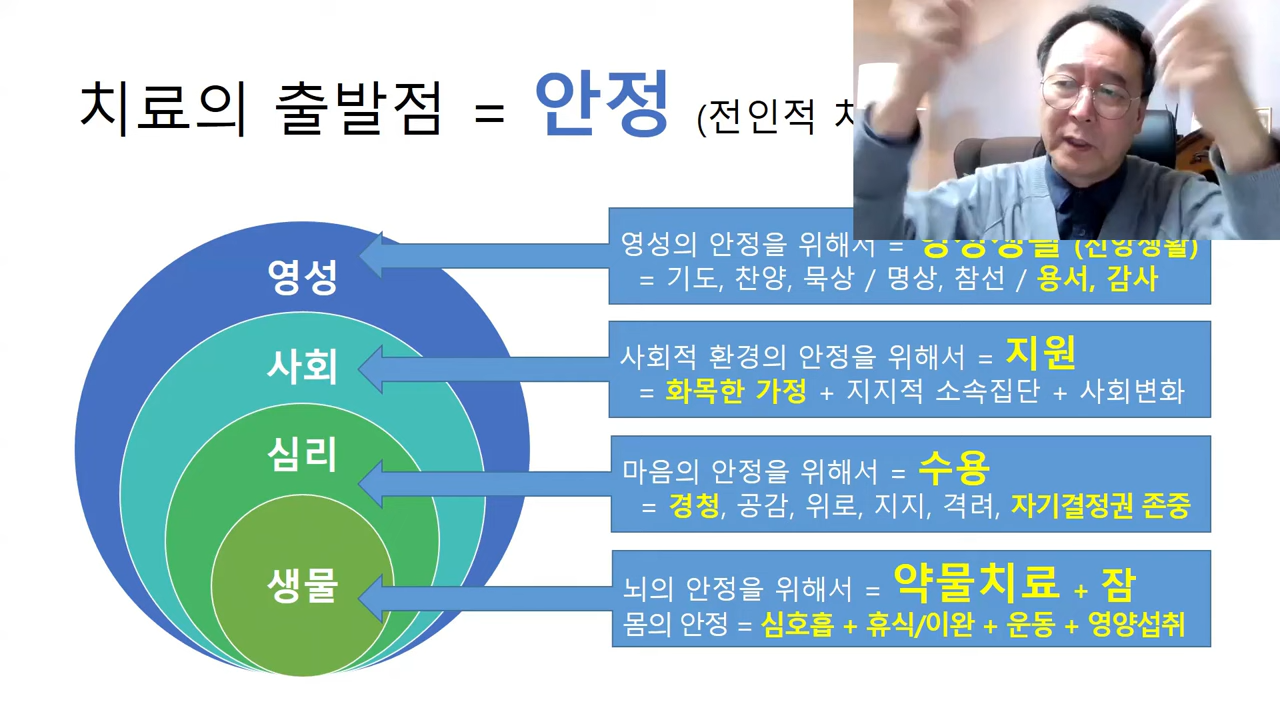 치료의 출발점 = 안정 (전인적
영성
사회
심리
생물
영성의 안정을 위해서 = (신앙생활)
= 기도, 찬양, 묵상 / 명상, 참선 / 용서, 감사
사회적 환경의 안정을 위해서 = 지원
= 화목한 가정 + 지지적 소속집단 + 사회변화
마음의 안정을 위해서 = 수용
= 경청, 공감, 위로, 지지, 격려, 자기결정권 존중
뇌의 안정을 위해서 = 약물치료 + 잠
몸의 안정 = 심호흡 + 휴식/이완 + 운동 + 영양섭취